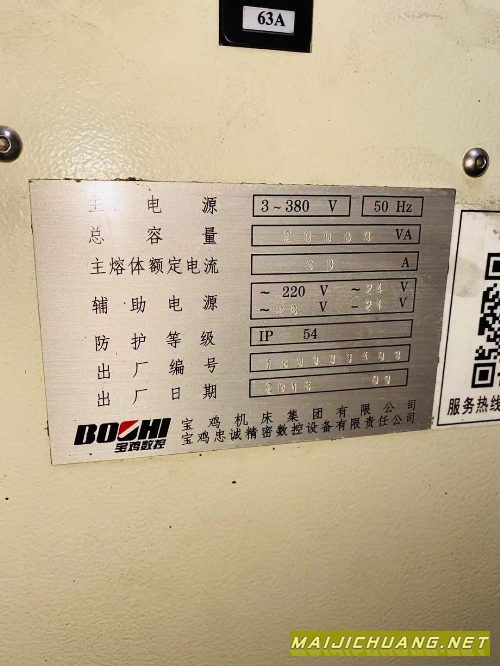 63A
主 电 源 3~380 V 50 Hz
总 容 量 20000 VA
主熔体额定电流 A
辅 助 电 源 ~ 220 V ~ 24 V
~ 28 V ~ 24 V
防 护 等 级 IP 54
出 厂 编 号
出 厂 日 期 2018
BOCHI 宝鸡机床集团有限公司
宝鸡数控 宝鸡忠诚精密数控设备有限责任公司
服务热线
MAIJICHUANG.NET